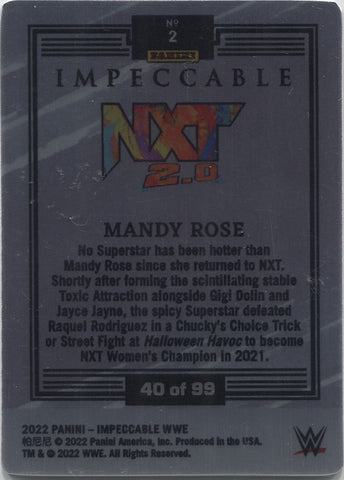 Nº
2
PANINI
IMPECCABLE
NXT
2.0
MANDY ROSE
No Superstar has been hotter than
Mandy Rose since she returned to NXT.
Shortly after forming the scintillating stable
Toxic Attraction alongside Gigi Dolin and
Jayce Jayne, the spicy Superstar defeated
Raquel Rodriguez in a Chucky's Choice Trick
or Street Fight at Halloween Havoc to become
NXT Women's Champion in 2021.
40 of 99
2022 PANINI – IMPECCABLE WWE
帕尼尼 © 2022 Panini America, Inc. Produced in the USA.
TM & © 2022 WWE. All Rights Reserved.
W